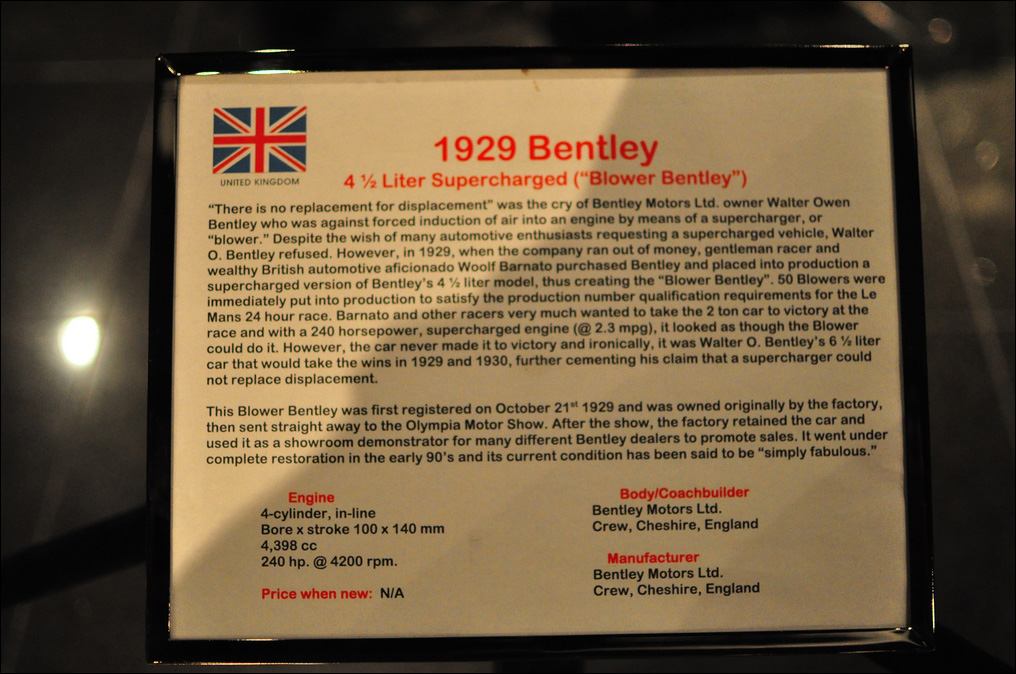 UNITED KINGDOM
1929 Bentley
4 ½ Liter Supercharged (“Blower Bentley”)
“There is no replacement for displacement” was the cry of Bentley Motors Ltd. owner Walter Owen
Bentley who was against forced induction of air into an engine by means of a supercharger, or
“blower.” Despite the wish of many automotive enthusiasts requesting a supercharged vehicle, Walter
O. Bentley refused. However, in 1929, when the company ran out of money, gentleman racer and
wealthy British automotive aficionado Woolf Barnato purchased Bentley and placed into production a
supercharged version of Bentley’s 4 ½ liter model, thus creating the “Blower Bentley”. 50 Blowers were
immediately put into production to satisfy the production number qualification requirements for the Le
Mans 24 hour race. Barnato and other racers very much wanted to take the 2 ton car to victory at the
race and with a 240 horsepower, supercharged engine (@ 2.3 mpg), it looked as though the Blower
could do it. However, the car never made it to victory and ironically, it was Walter O. Bentley’s 6 ½ liter
car that would take the wins in 1929 and 1930, further cementing his claim that a supercharger could
not replace displacement.
This Blower Bentley was first registered on October 21st 1929 and was owned originally by the factory,
then sent straight away to the Olympia Motor Show. After the show, the factory retained the car and
used it as a showroom demonstrator for many different Bentley dealers to promote sales. It went under
complete restoration in the early 90’s and its current condition has been said to be “simply fabulous.”
Engine
4-cylinder, in-line
Bore x stroke 100 x 140 mm
4,398 cc
240 hp. @ 4200 rpm.
Price when new: N/A
Body/Coachbuilder
Bentley Motors Ltd.
Crew, Cheshire, England
Manufacturer
Bentley Motors Ltd.
Crew, Cheshire, England